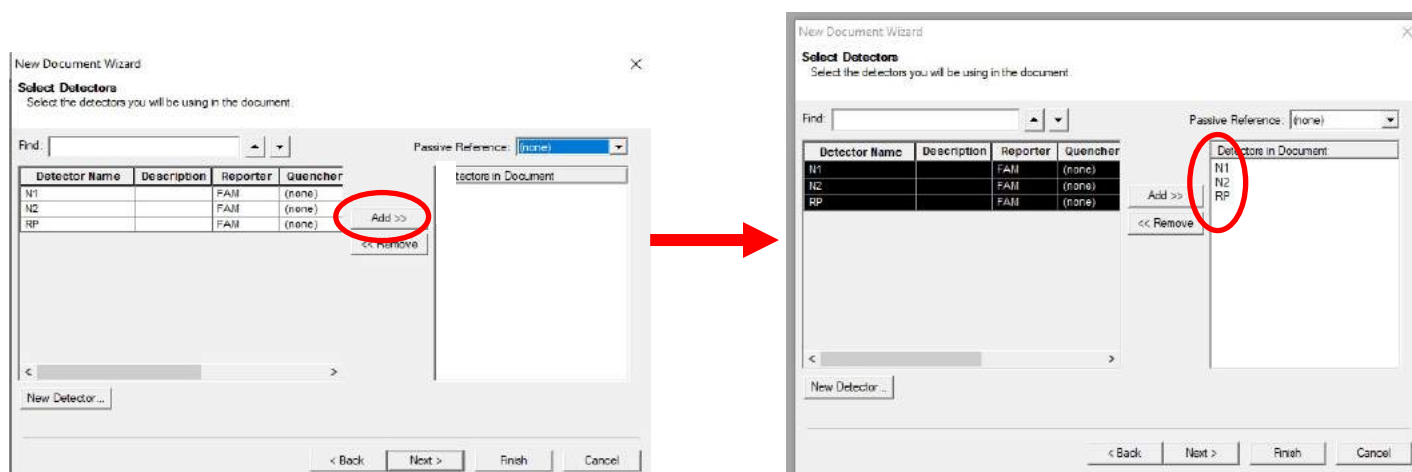 New Document Wizard
Select Detectors
Select the detectors you will be using in the document.
Find:
Passive Reference: (none)
Detector Name Description Reporter Quencher
N1 FAM (none)
N2 FAM (none)
RP FAM (none)
Add >>
<< Remove
tectors in Document
New Detector...
< Back Next > Finish Cancel
New Document Wizard
Select Detectors
Select the detectors you will be using in the document.
Find:
Passive Reference: (none)
Detector Name Description Reporter Quencher
N1 FAM (none)
N2 FAM (none)
RP FAM (none)
Add >>
<< Remove
Detectors in Document
N1
N2
RP
New Detector...
< Back Next > Finish Cancel